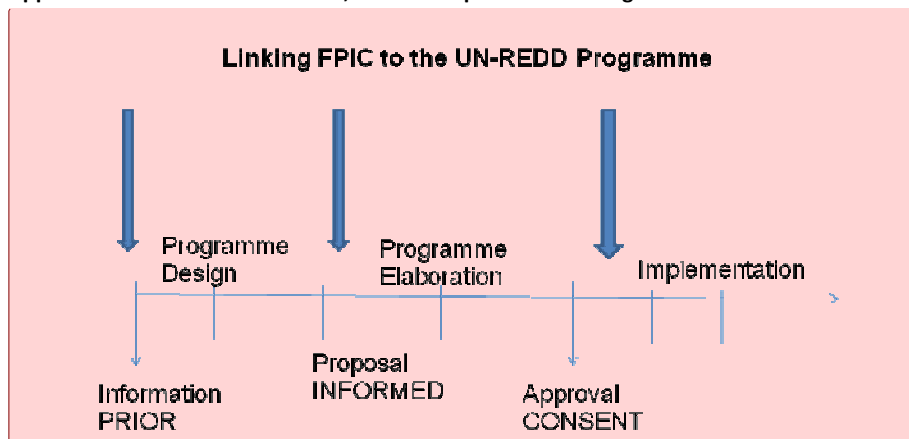 Linking FPIC to the UN-REDD Programme
Programme
Design
Programme
Elaboration
Implementation
Information
PRIOR
Proposal
INFORMED
Approval
CONSENT